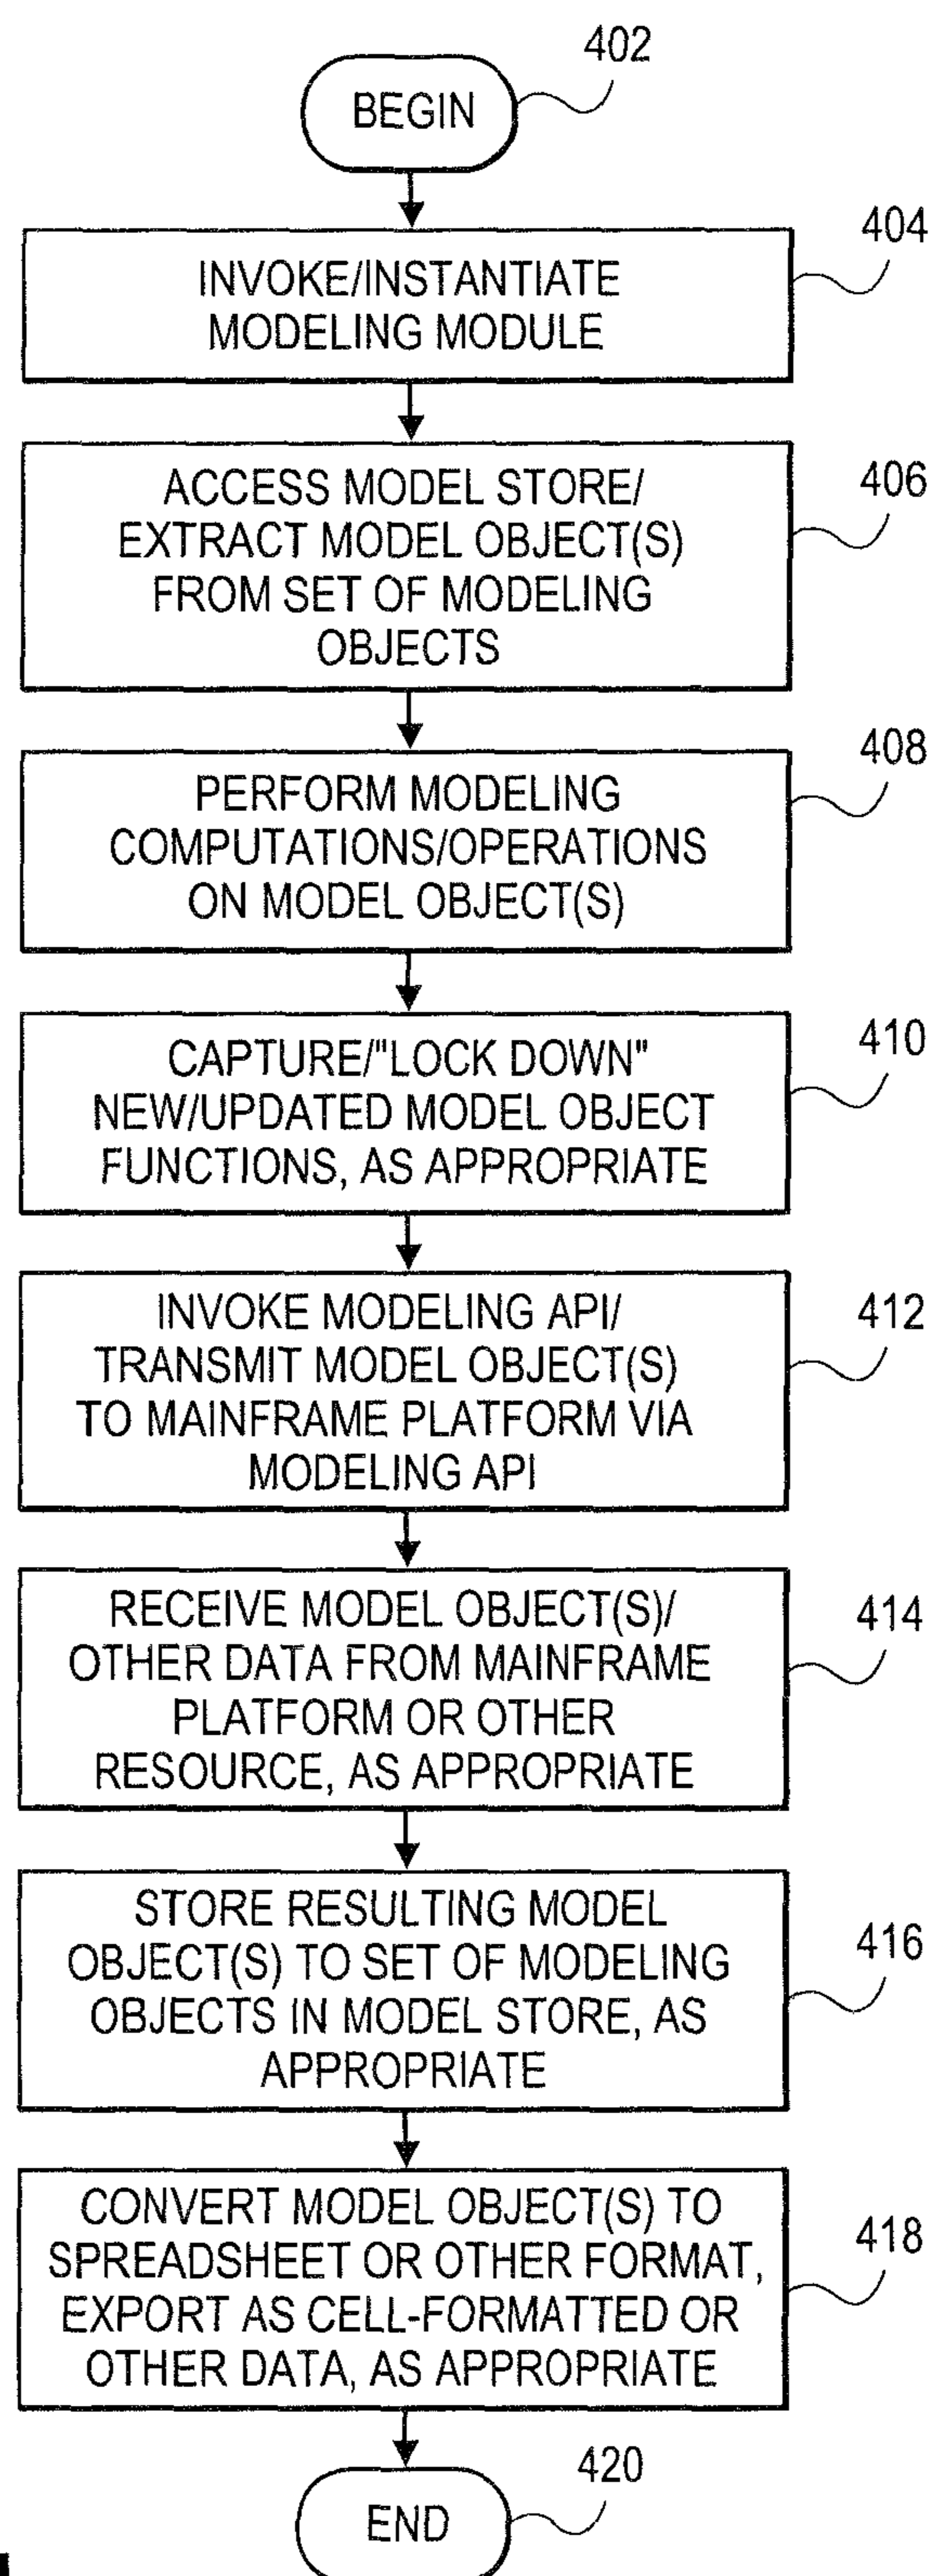 402
BEGIN
404
INVOKE/INSTANTIATE
MODELING MODULE
406
ACCESS MODEL STORE/
EXTRACT MODEL OBJECT(S)
FROM SET OF MODELING
OBJECTS
408
PERFORM MODELING
COMPUTATIONS/OPERATIONS
ON MODEL OBJECT(S)
410
CAPTURE/"LOCK DOWN"
NEW/UPDATED MODEL OBJECT
FUNCTIONS, AS APPROPRIATE
412
INVOKE MODELING API/
TRANSMIT MODEL OBJECT(S)
TO MAINFRAME PLATFORM VIA
MODELING API
414
RECEIVE MODEL OBJECT(S)/
OTHER DATA FROM MAINFRAME
PLATFORM OR OTHER
RESOURCE, AS APPROPRIATE
416
STORE RESULTING MODEL
OBJECT(S) TO SET OF MODELING
OBJECTS IN MODEL STORE, AS
APPROPRIATE
418
CONVERT MODEL OBJECT(S) TO
SPREADSHEET OR OTHER FORMAT,
EXPORT AS CELL-FORMATTED OR
OTHER DATA, AS APPROPRIATE
420
END